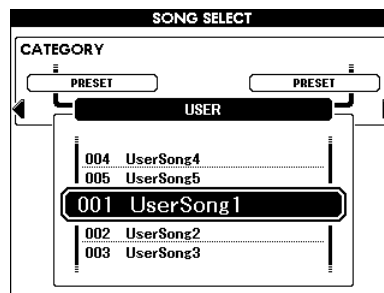 SONG SELECT
CATEGORY
PRESET PRESET
USER
004 UserSong4
005 UserSong5
001 UserSong1
002 UserSong2
003 UserSong3